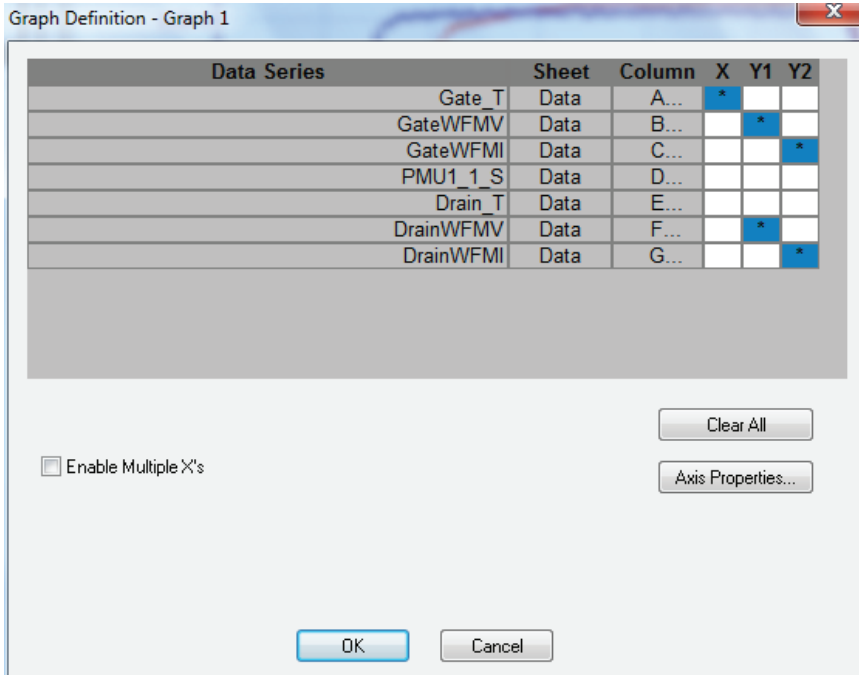 Graph Definition - Graph 1
Data Series Sheet Column X Y1 Y2
Gate_T Data A... *
GateWFMV Data B... *
GateWFMI Data C... *
PMU1_1_S Data D...
Drain_T Data E...
DrainWFMV Data F... *
DrainWFMI Data G... *
Clear All
Enable Multiple X's
Axis Properties...
OK Cancel